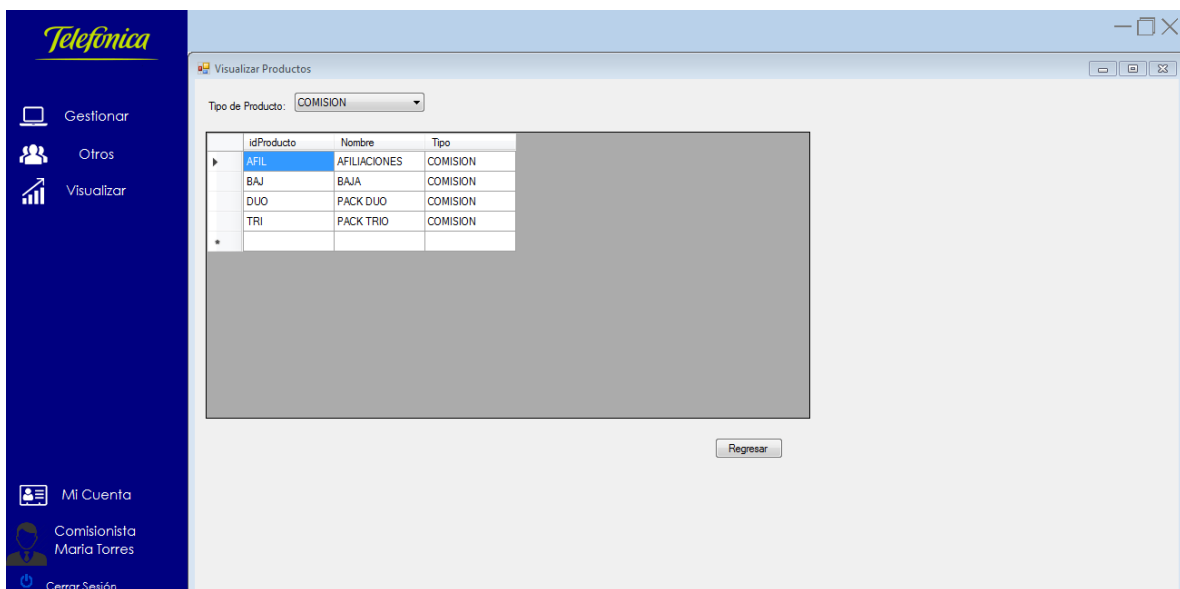 Telefónica
Gestionar
Otros
Visualizar
Mi Cuenta
Comisionista
Maria Torres
Cerrar Sesión
Visualizar Productos
Tipo de Producto: COMISION
idProducto Nombre Tipo
AFIL AFILIACIONES COMISION
BAJ BAJA COMISION
DUO PACK DUO COMISION
TRI PACK TRIO COMISION
Regresar